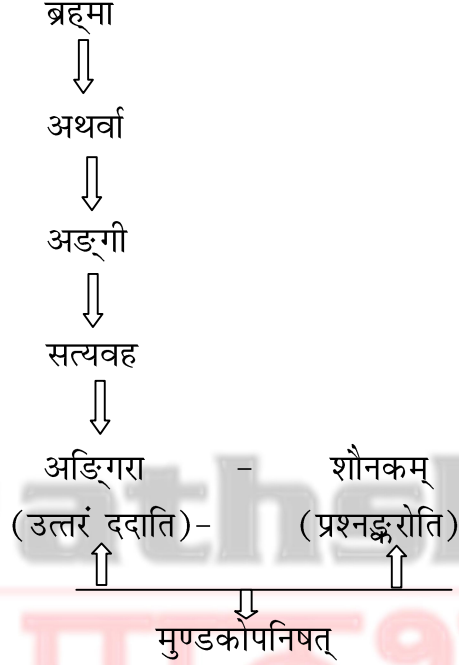 ब्रह्मा
अथर्वा
अङ्गी
सत्यवह
अङ्गिरा - शौनकम्
(उत्तरं ददाति)- (प्रश्नङ्करोति)
मुण्डकोपनिषत्